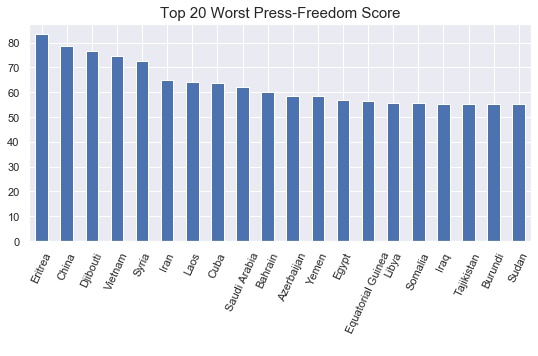 Top 20 Worst Press-Freedom Score
80
70
60
50
40
30
20
10
0
Eritrea
China
Djibouti
Vietnam
Syria
Iran
Laos
Cuba
Saudi Arabia
Bahrain
Azerbaijan
Yemen
Egypt
Equatorial Guinea
Libya
Somalia
Iraq
Tajikistan
Burundi
Sudan